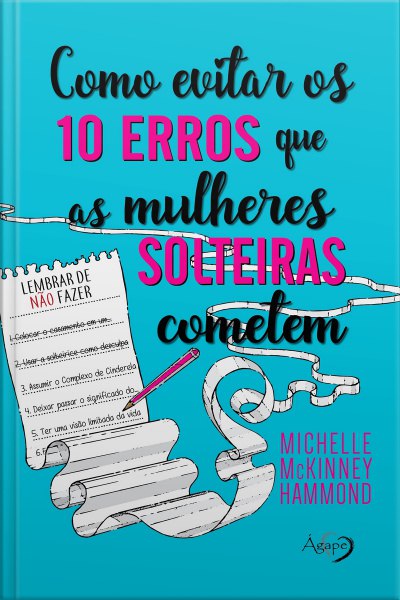 Como evitar os
10 ERROS que
as mulheres
SOLTEIRAS
cometem
LEMBRAR DE
NÃO FAZER
1. Colocar o casamento em um...
2. Usar a solteirice como desculpa
3. Assumir o Complexo de Cinderela
4. Deixar passar o significado do...
5. Ter uma visão limitada da vida
6.
MICHELLE
McKINNEY
HAMMOND
Ágape